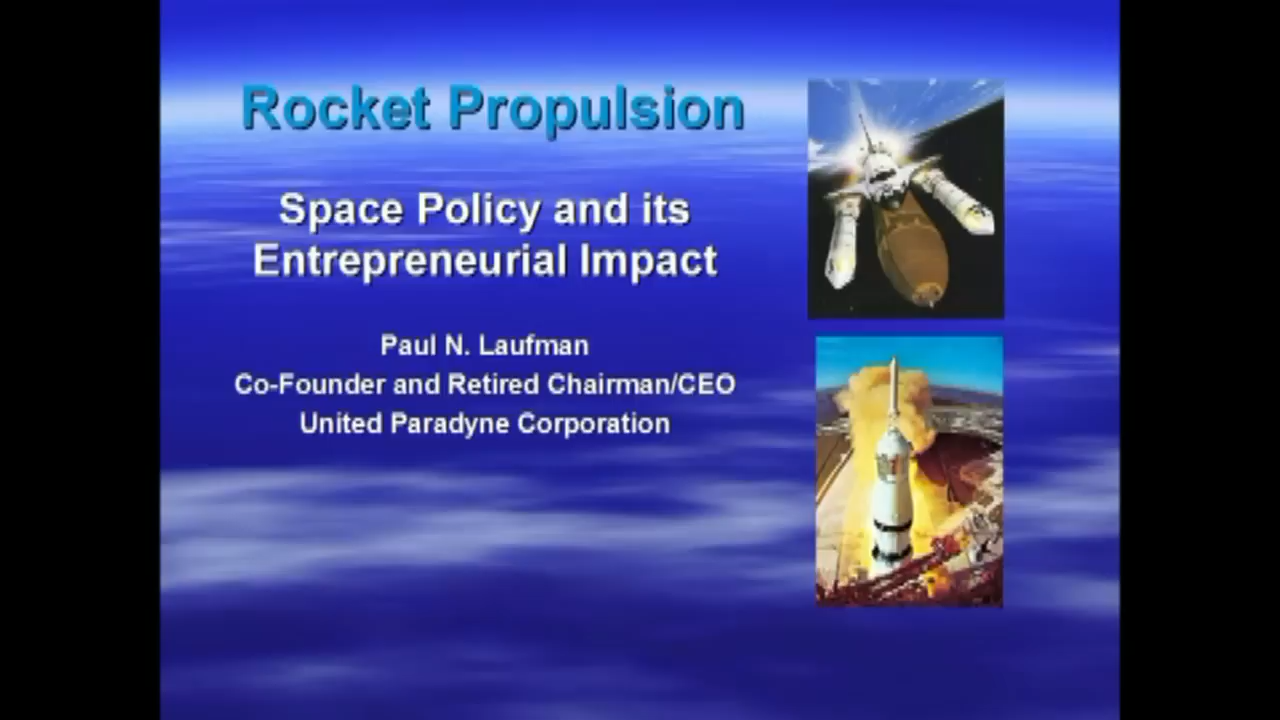 Rocket Propulsion
Space Policy and its
Entrepreneurial Impact
Paul N. Laufman
Co-Founder and Retired Chairman/CEO
United Paradyne Corporation